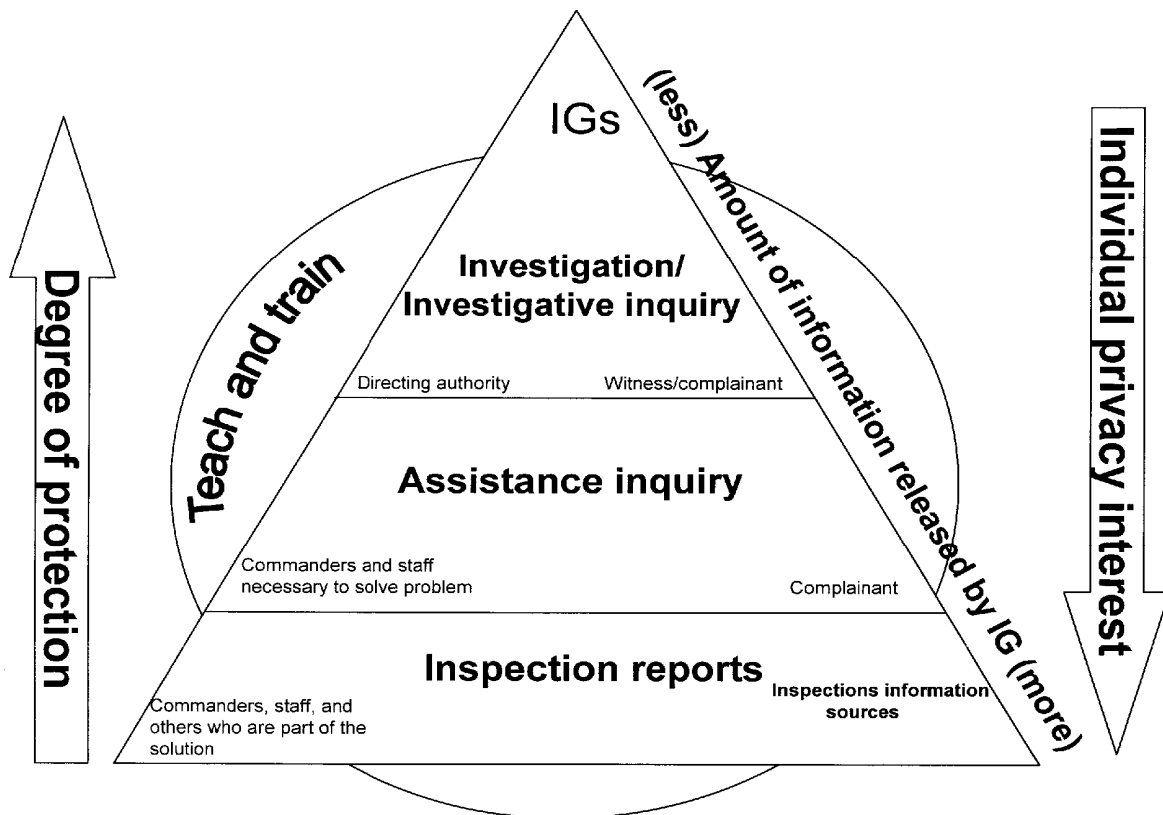 IGs
(less) Amount of information released by IG (more)
Individual privacy interest
Degree of protection
Teach and train
Investigation/
Investigative inquiry
Directing authority
Witness/complainant
Assistance inquiry
Commanders and staff
necessary to solve problem
Complainant
Inspection reports
Commanders, staff, and
others who are part of the
solution
Inspections information
sources